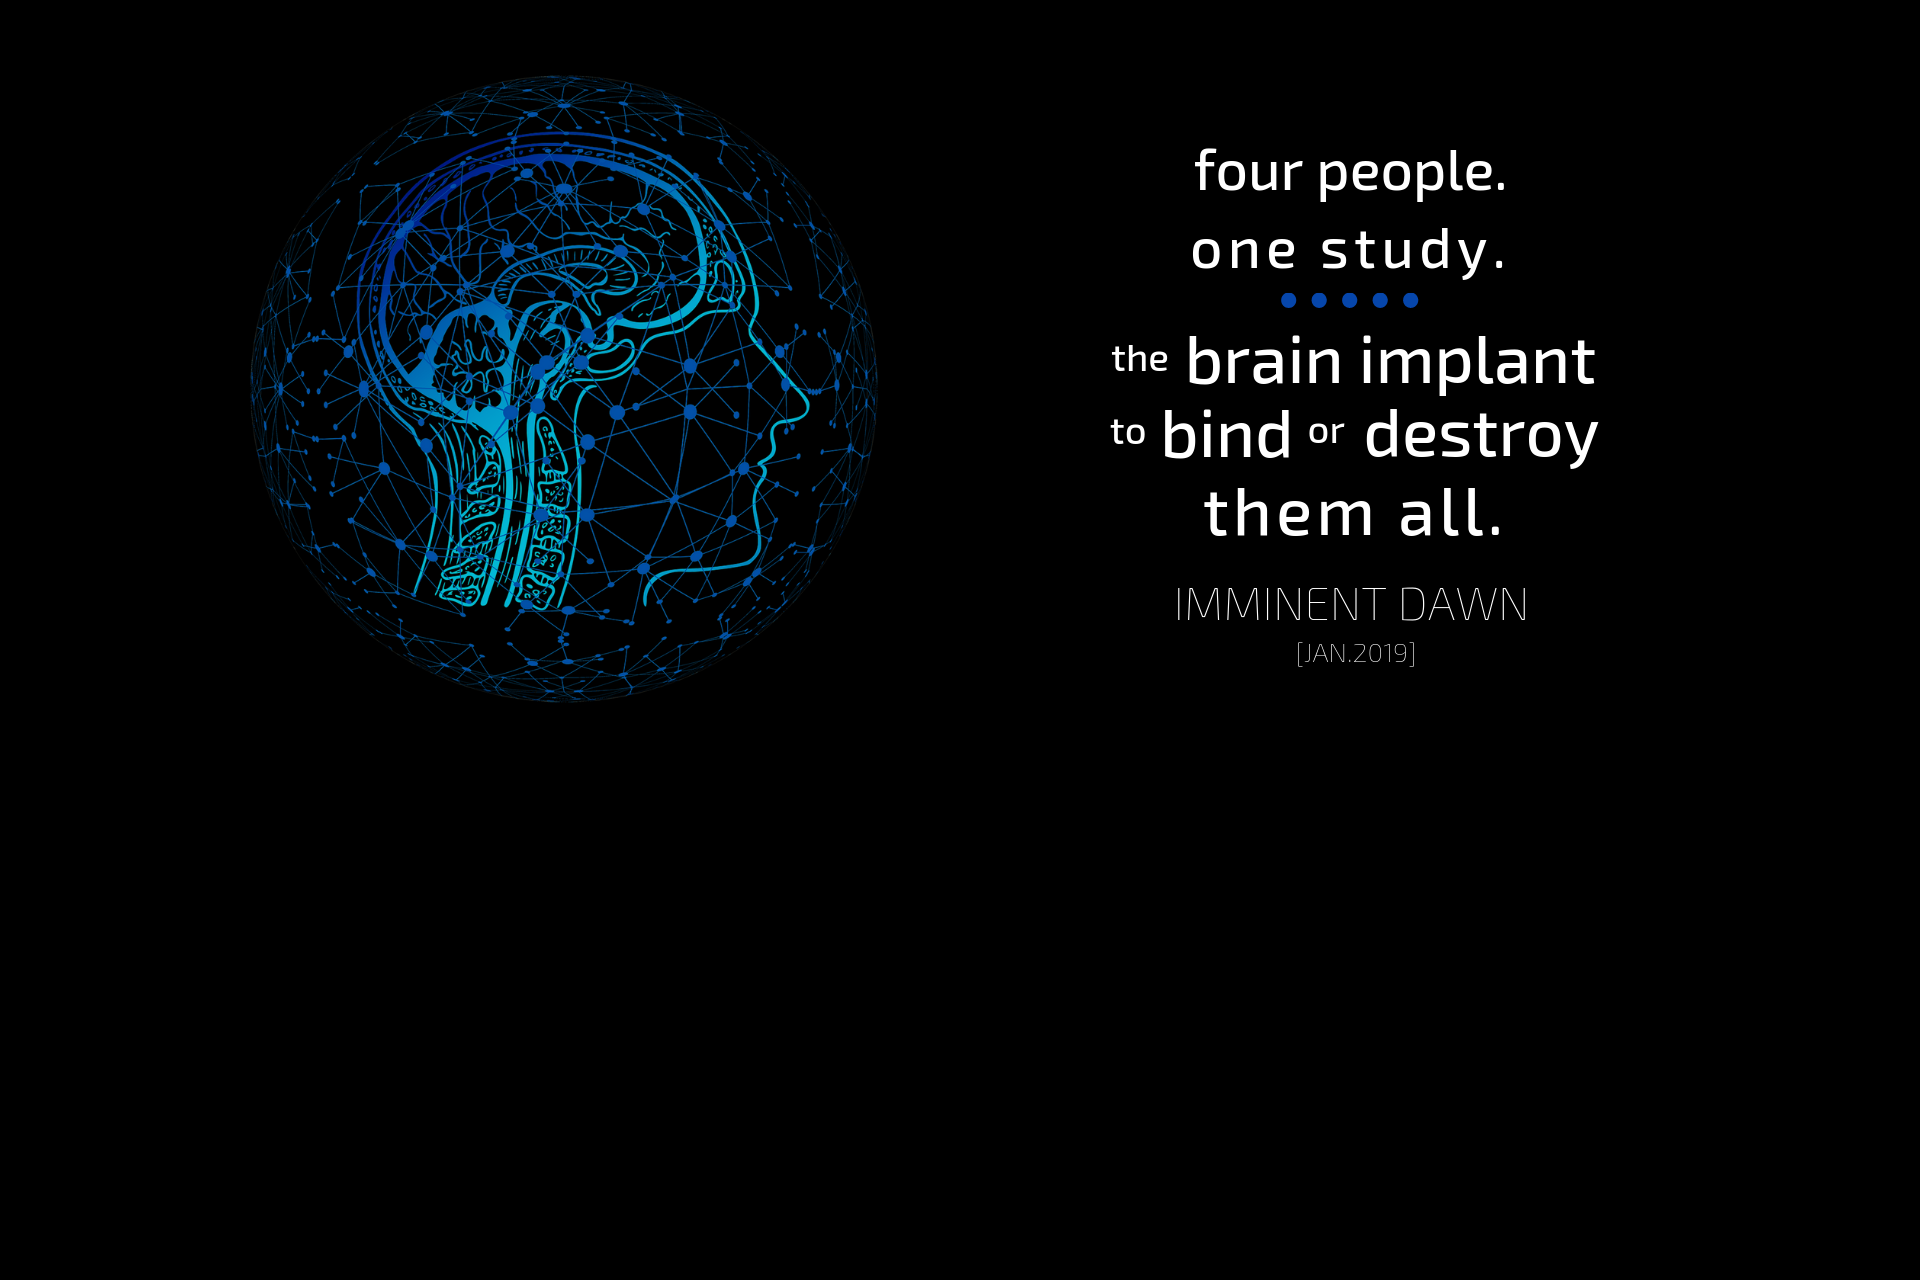 four people.
one study.
the brain implant
to bind or destroy
them all.
IMMINENT DAWN
[JAN.2019]